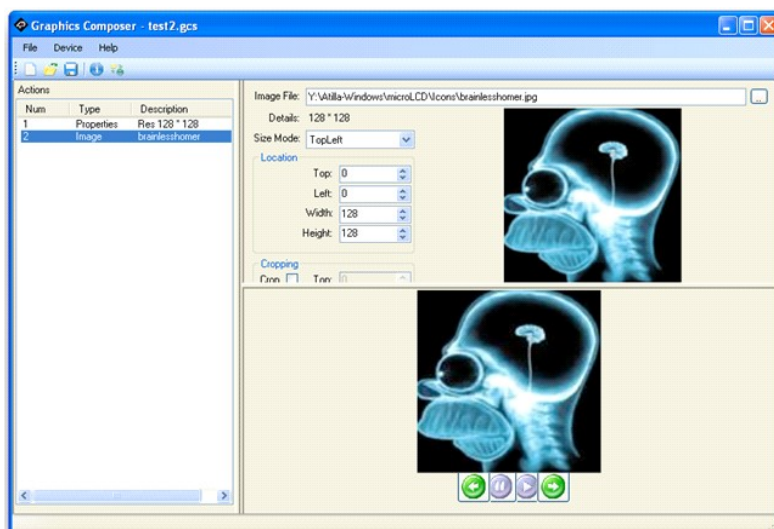 Graphics Composer - test2.gcs
File Device Help
Actions
Num Type Description
1 Properties Res 128 * 128
2 Image brainlesshomer
Image File: Y:\Atilla-Windows\microLCD\Icons\brainlesshomer.jpg ..
Details: 128 * 128
Size Mode: TopLeft
Location
Top: 0
Left: 0
Width: 128
Height: 128
Cropping
Crop Top: 0